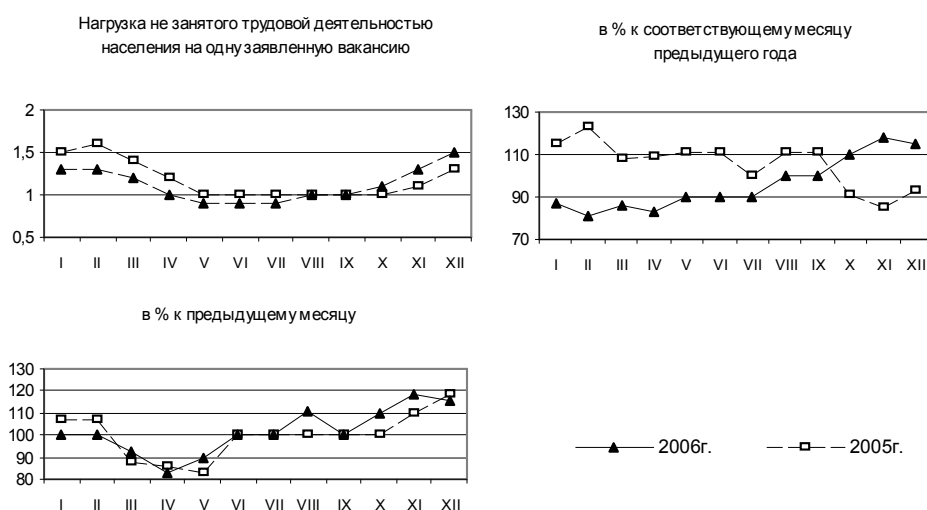 Нагрузка не занятого трудовой деятельностью
населения на одну заявленную вакансию
2
1,5
1
0,5
I II III IV V VI VII VIII IX X XI XII
в % к соответствующему месяцу
предыдущего года
130
110
90
70
I II III IV V VI VII VIII IX X XI XII
в % к предыдущему месяцу
130
120
110
100
90
80
I II III IV V VI VII VIII IX X XI XII
2006г. 2005г.